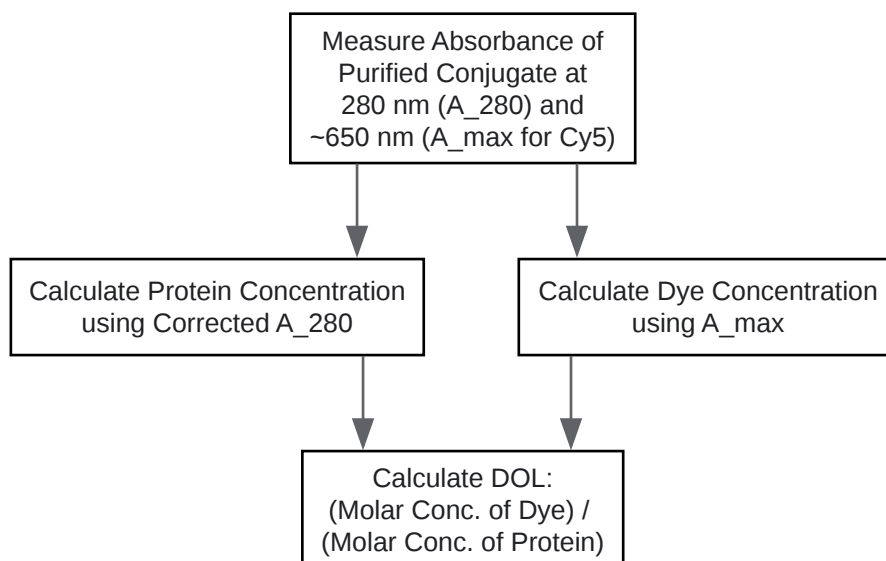 Measure Absorbance of
Purified Conjugate at
280 nm (A_280) and
~650 nm (A_max for Cy5)
Calculate Protein Concentration
using Corrected A_280
Calculate Dye Concentration
using A_max
Calculate DOL:
(Molar Conc. of Dye) /
(Molar Conc. of Protein)